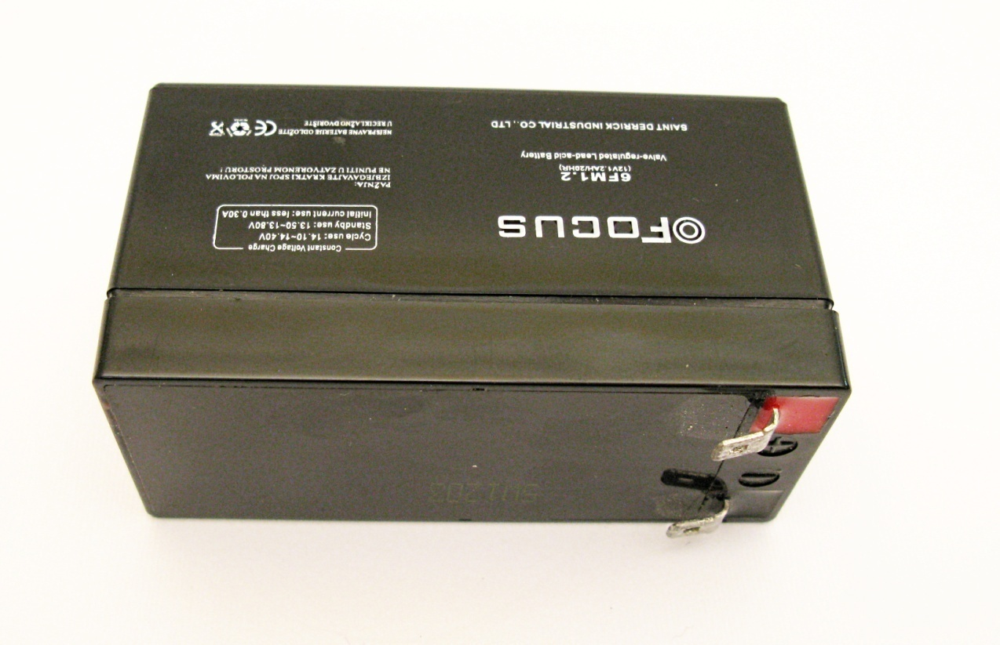 FOCUS
6FM1.2
(12V1.2AH/20HR)
Valve-regulated Lead-acid Battery
SAINT DERRICK INDUSTRIAL CO., LTD
Constant Voltage Charge
Cycle use: 14.10~14.40V
Standby use: 13.50~13.80V
Initial current use: less than 0.30A
PAŽNJA:
IZBJEGAVAJTE KRATKI SPOJ NA POLOVIMA
NE PUNITI U ZATVORENOM PROSTORU!
NEISPRAVNE BATERIJE ODLOŽITE
U RECIKLAŽNO DVORIŠTE
CE
+
-